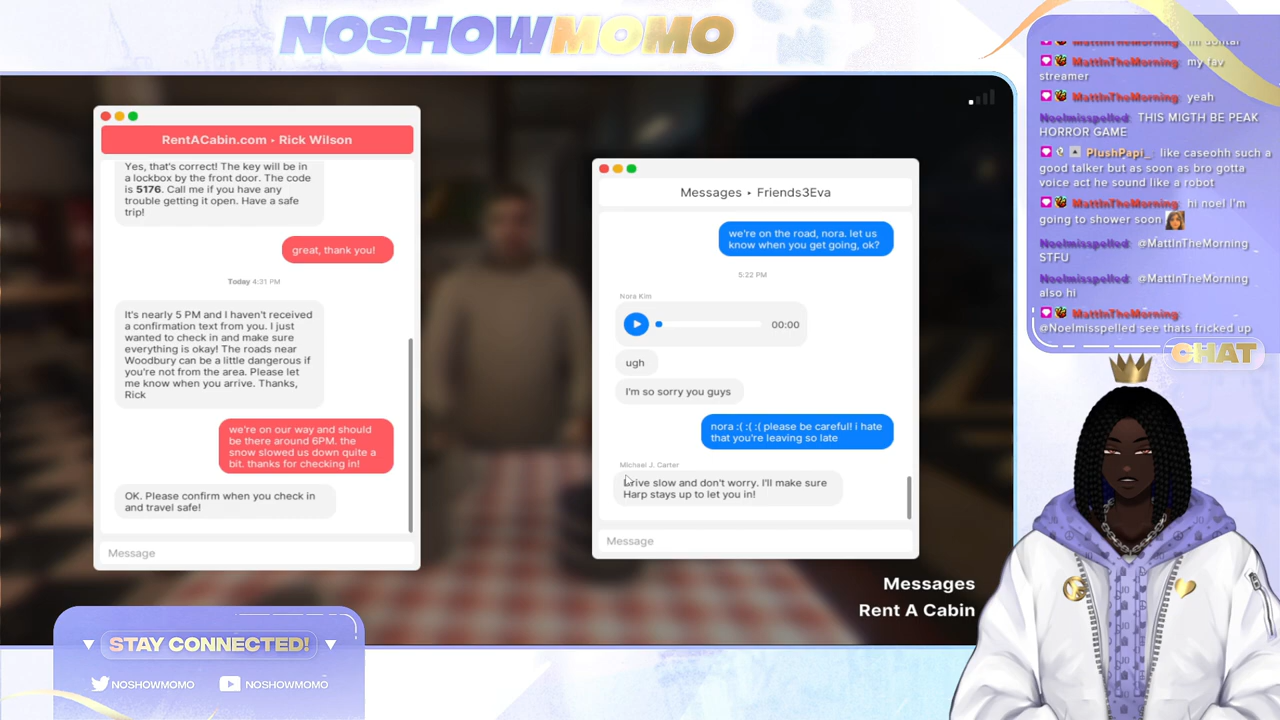 NOSHOWMOMO
RentACabin.com ‣ Rick Wilson
Yes, that's correct! The key will be
in a lockbox by the front door. The code
is 5176. Call me if you have any
trouble getting it open. Have a safe
trip!
great, thank you!
Today 4:31 PM
It's nearly 5 PM and I haven't received
a confirmation text from you. I just
wanted to check in and make sure
everything is okay! The roads near
Woodbury can be a little dangerous if
you're not from the area. Please let
me know when you arrive. Thanks,
Rick
we're on our way and should
be there around 6PM. the
snow slowed us down quite a
bit. thanks for checking in!
OK. Please confirm when you check in
and travel safe!
Message
Messages ‣ Friends3Eva
we're on the road, nora. let us
know when you get going, ok?
5:22 PM
Nora Kim
00:00
ugh
I'm so sorry you guys
nora :( :( :( please be careful! i hate
that you're leaving so late
Michael J. Carter
Drive slow and don't worry. I'll make sure
Harp stays up to let you in!
Message
Messages
Rent A Cabin
MattInTheMorning
MattInTheMorning my fav
streamer
MattInTheMorning yeah
Noelmisspelled THIS MIGTH BE PEAK
HORROR GAME
PlushPapi_ like caseohh such a
good talker but as soon as bro gotta
voice act he sound like a robot
MattInTheMorning hi noel I'm
going to shower soon
Noelmisspelled @MattInTheMorning _
STFU
Noelmisspelled @MattInTheMorning
also hi
MattInTheMorning
@Noelmisspelled see thats fricked up
CHAT
STAY CONNECTED!
NOSHOWMOMO
NOSHOWMOMO